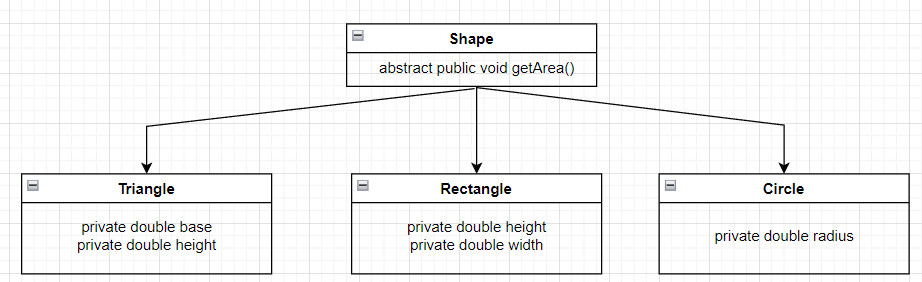 Shape
abstract public void getArea()
Triangle
private double base
private double height
Rectangle
private double height
private double width
Circle
private double radius